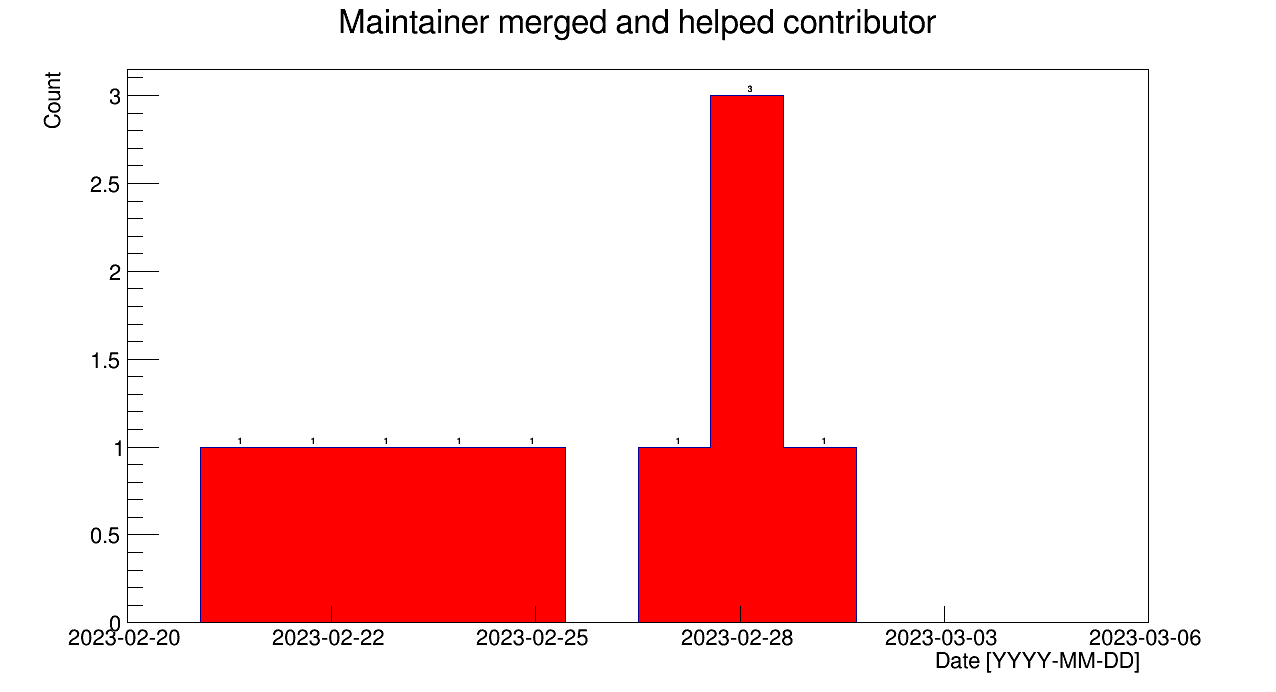 Maintainer merged and helped contributor
Count
3
2.5
2
1.5
1
0.5
0
1 1 1 1 1 1 3 1
2023-02-20 2023-02-22 2023-02-25 2023-02-28 2023-03-03 2023-03-06
Date [YYYY-MM-DD]